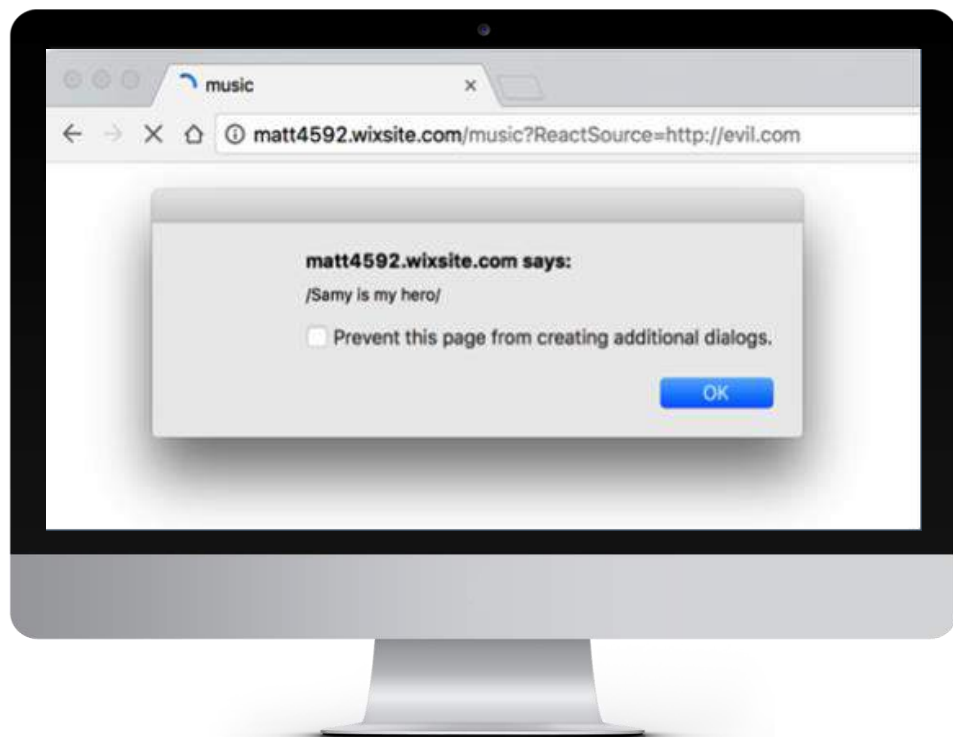 music
matt4592.wixsite.com/music?ReactSource=http://evil.com
matt4592.wixsite.com says:
/Samy is my hero/
Prevent this page from creating additional dialogs.
OK